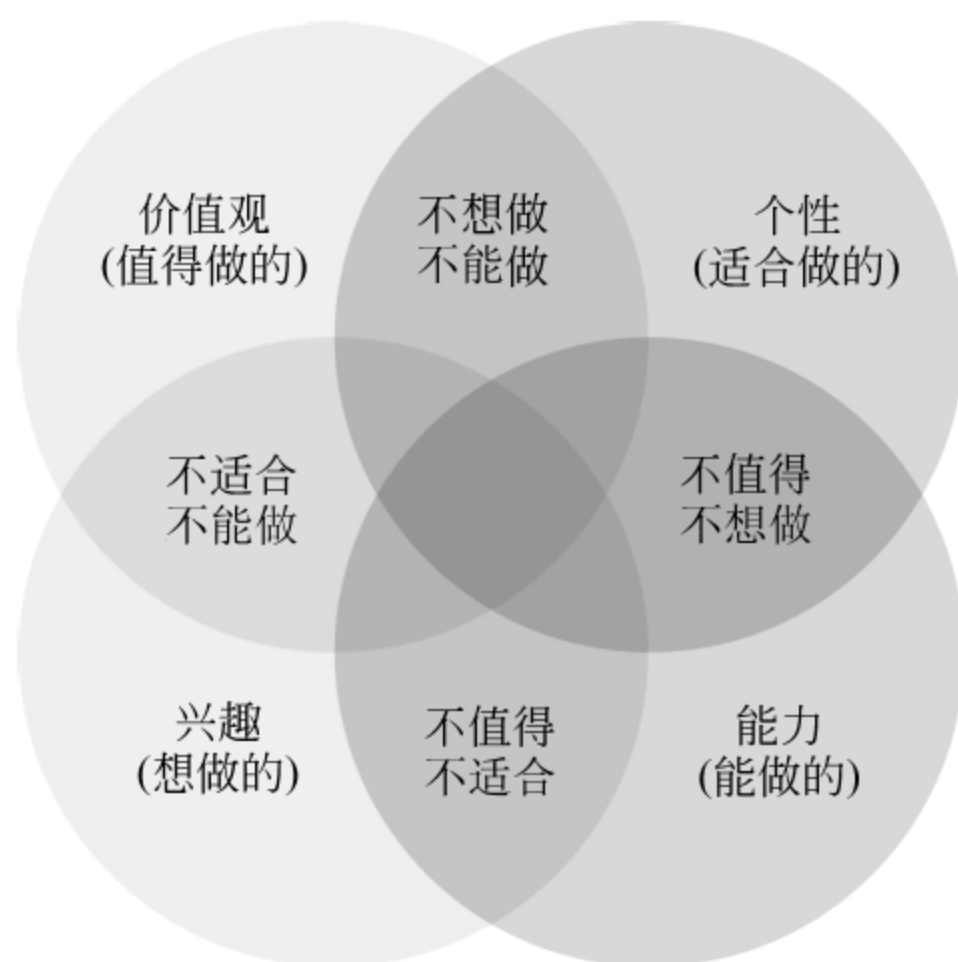 价值观
(值得做的)
不想做
不能做
个性
(适合做的)
不适合
不能做
不值得
不想做
兴趣
(想做的)
不值得
不适合
能力
(能做的)